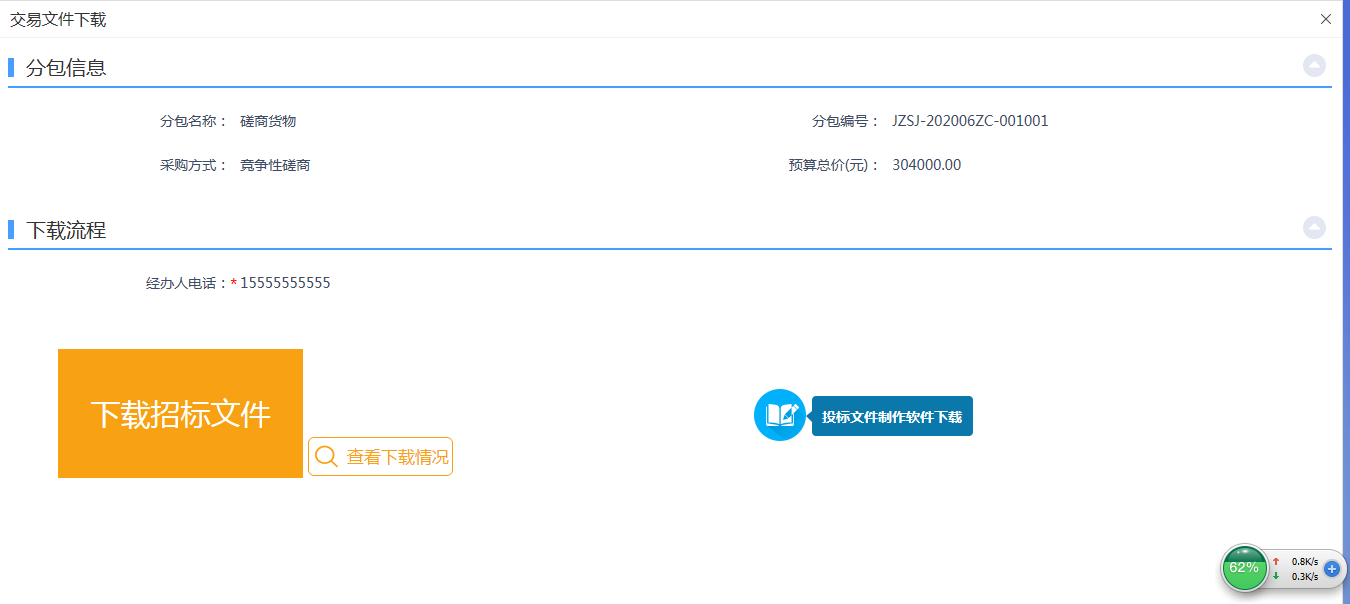 交易文件下载
分包信息
分包名称： 磋商货物 分包编号： JZSJ-202006ZC-001001
采购方式： 竞争性磋商 预算总价(元)： 304000.00
下载流程
经办人电话：*15555555555
下载招标文件
投标文件制作软件下载
查看下载情况
62% 0.8K/s
0.3K/s